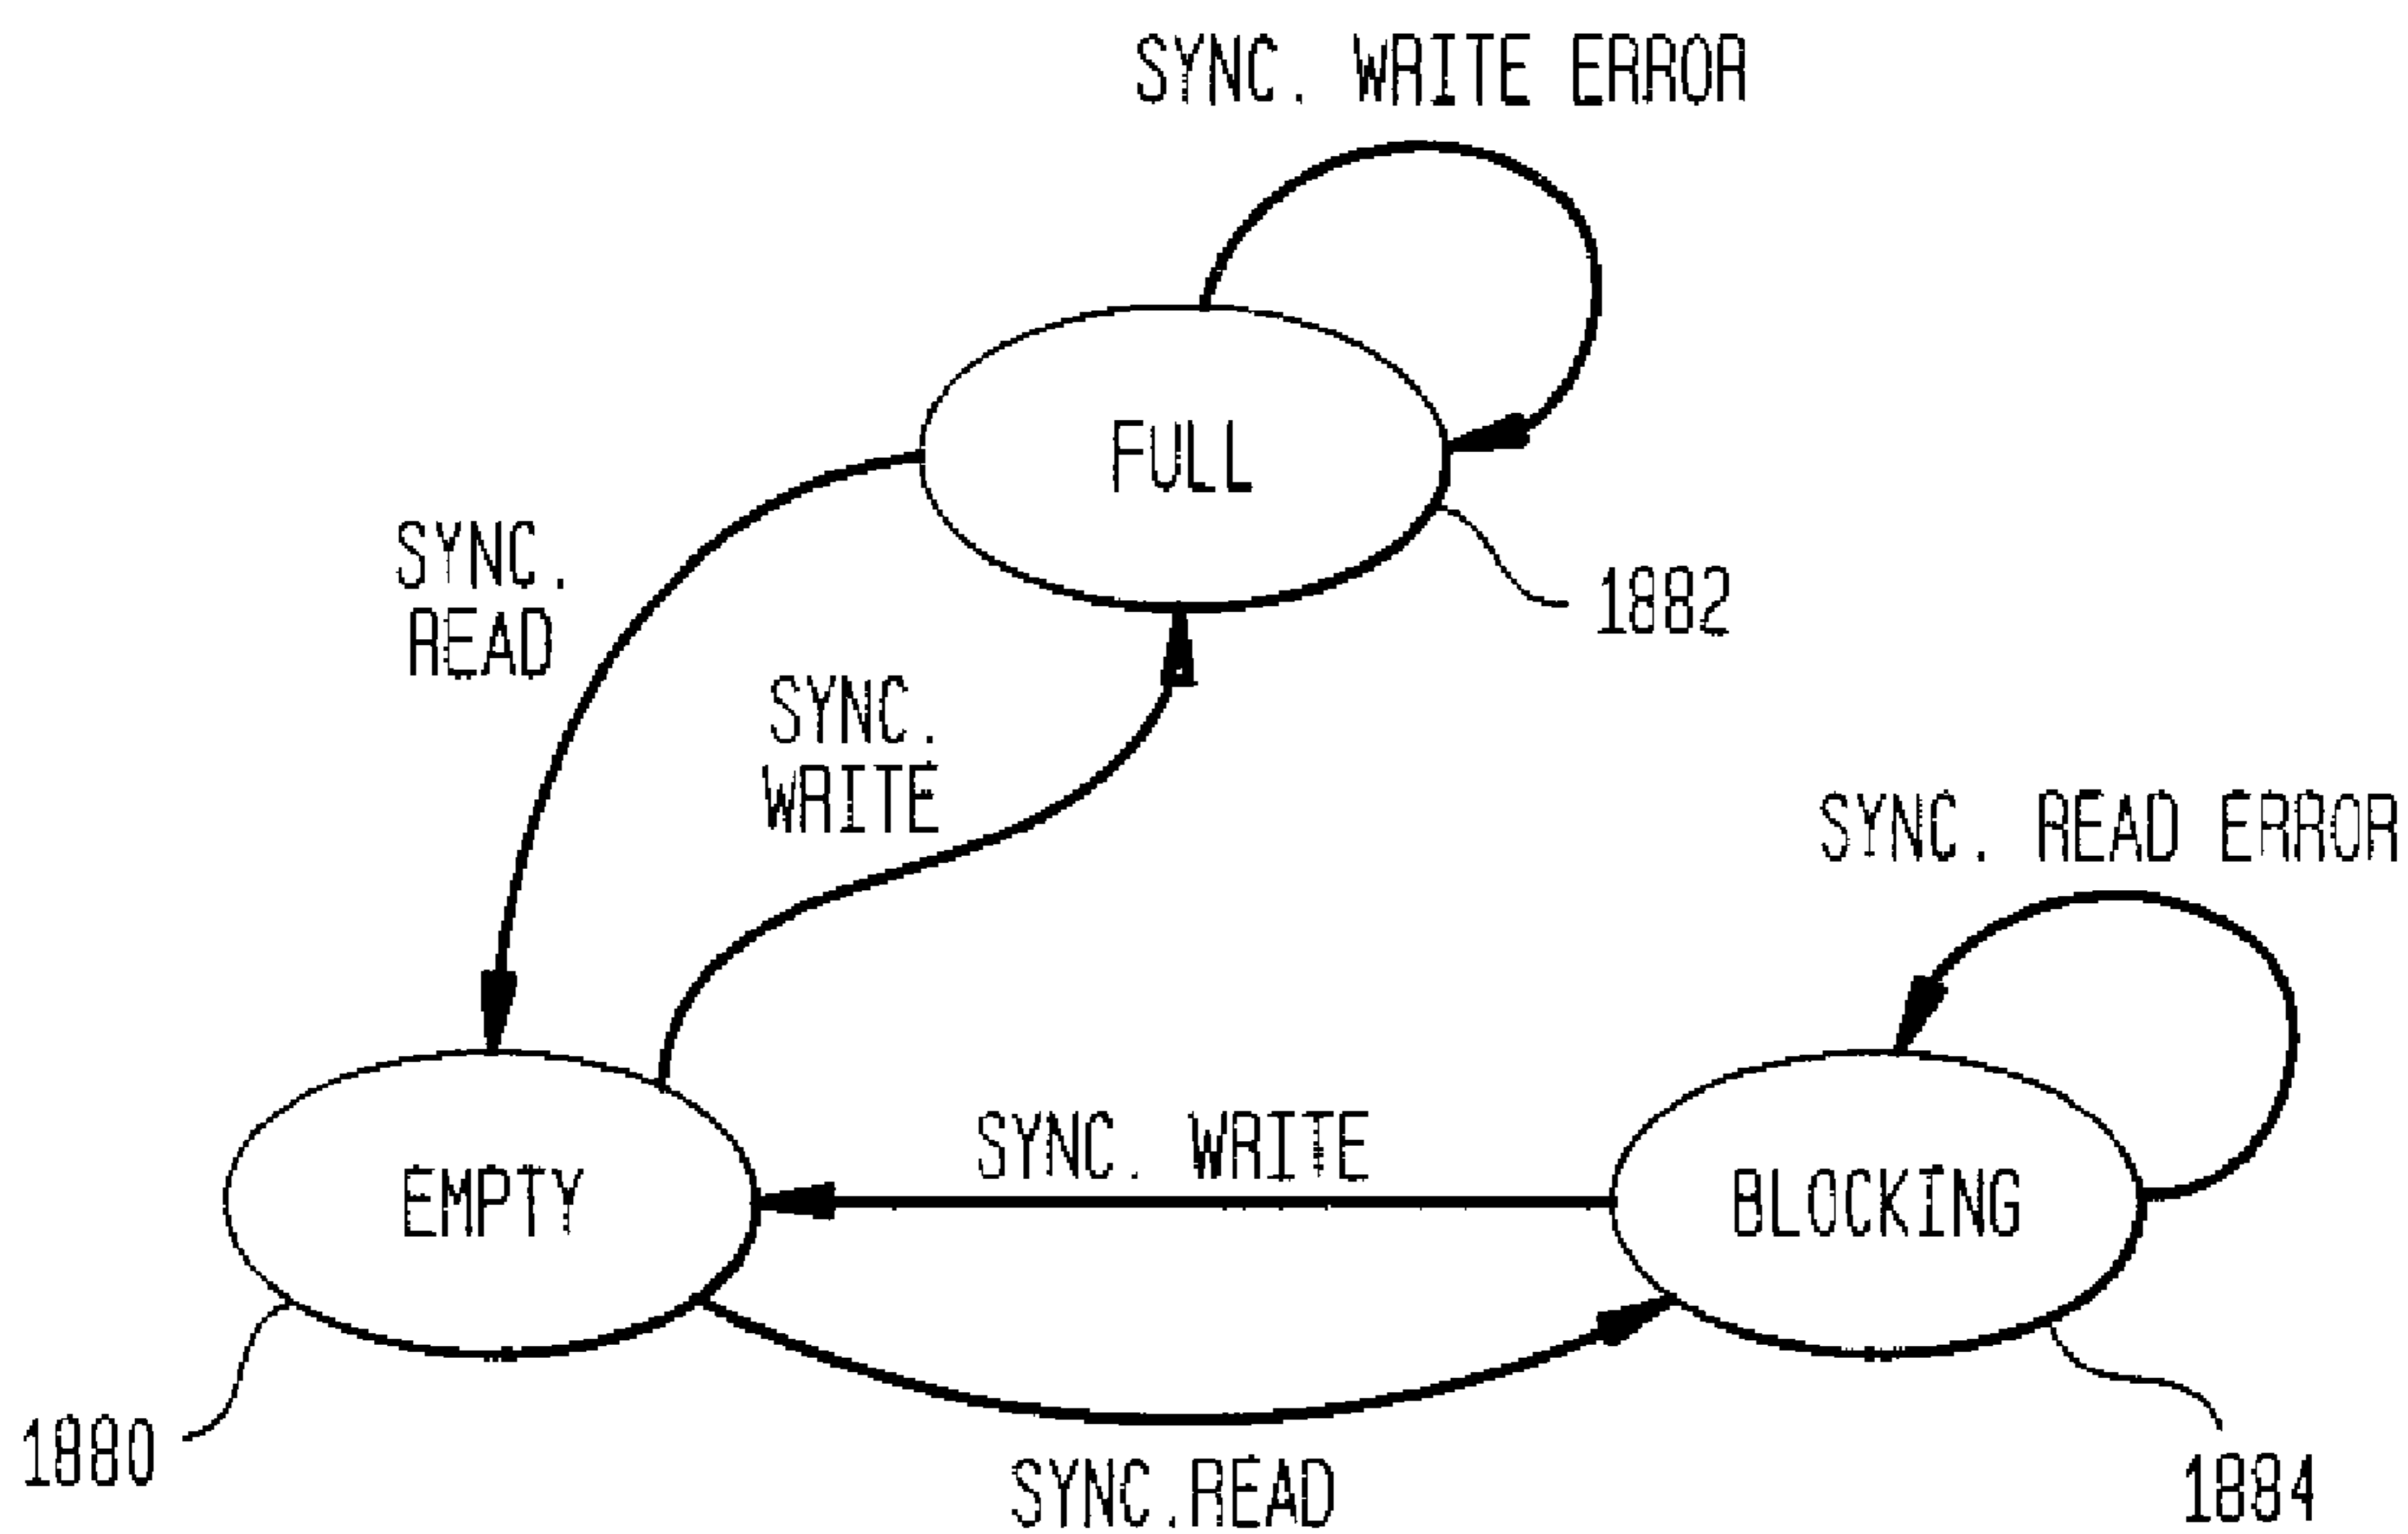 SYNC. WRITE ERROR
FULL
SYNC.
READ
1882
SYNC.
WRITE
SYNC. READ ERROR
SYNC. WRITE
EMPTY
BLOCKING
1880
SYNC.READ
1884